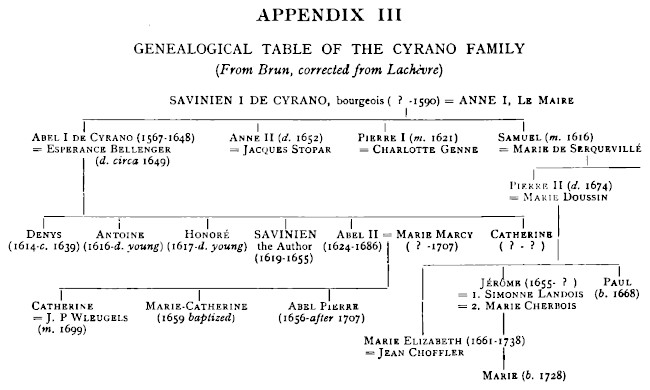 APPENDIX III
GENEALOGICAL TABLE OF THE CYRANO FAMILY
(From Brun, corrected from Lachèvre)
SAVINIEN I DE CYRANO, bourgeois ( ? -1590) = ANNE I, LE MAIRE
ABEL I DE CYRANO (1567-1648)
= ESPERANCE BELLENGER
(d. circa 1649)
ANNE II (d. 1652)
= JACQUES STOPAR
PIERRE I (m. 1621)
= CHARLOTTE GENNE
SAMUEL (m. 1616)
= MARIE DE SERQUEVILLÉ
PIERRE II (d. 1674)
= MARIE DOUSSIN
DENYS
(1614-c. 1639)
ANTOINE
(1616-d. young)
HONORÉ
(1617-d. young)
SAVINIEN
the Author
(1619-1655)
ABEL II
(1624-1686)
= MARIE MARCY
( ? -1707)
CATHERINE
( ? - ? )
JÉRÔME (1655- ? )
= 1. SIMONNE LANDOIS
= 2. MARIE CHERBOIS
PAUL
(b. 1668)
CATHERINE
= J. P WLEUGELS
(m. 1699)
MARIE-CATHERINE
(1659 baptized)
ABEL PIERRE
(1656-after 1707)
MARIE ELIZABETH (1661-1738)
= JEAN CHOFFLER
MARIE (b. 1728)